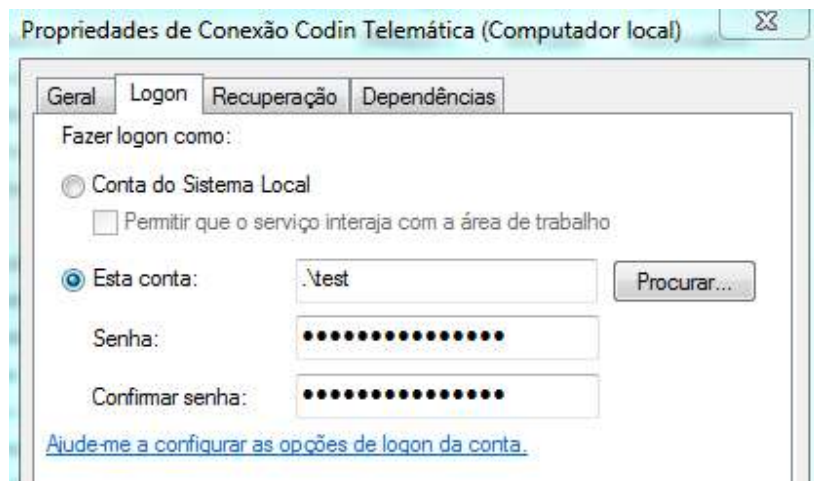 Propriedades de Conexão Codin Telemática (Computador local)
Geral Logon Recuperação Dependências
Fazer logon como:
Conta do Sistema Local
Permitir que o serviço interaja com a área de trabalho
Esta conta: .\test Procurar...
Senha: •••••••••••••••
Confirmar senha: •••••••••••••••
Ajude-me a configurar as opções de logon da conta.